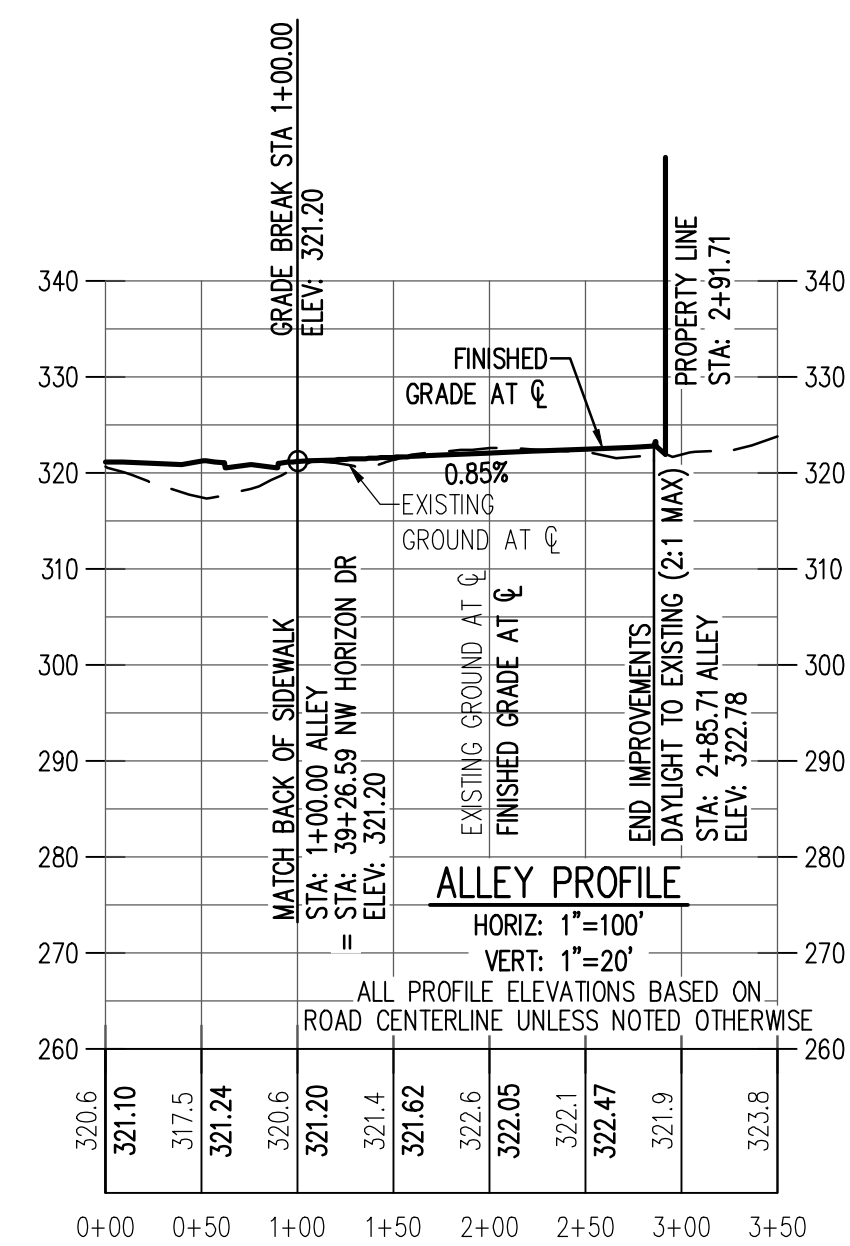 GRADE BREAK STA 1+00.00
ELEV: 321.20
PROPERTY LINE
STA: 2+91.71
340
340
330
330
FINISHED
GRADE AT ℄
320
320
0.85%
EXISTING
GROUND AT ℄
310
310
300
300
290
290
280
280
270
270
260
260
MATCH BACK OF SIDEWALK
STA: 1+00.00 ALLEY
= STA: 39+26.59 NW HORIZON DR
ELEV: 321.20
EXISTING GROUND AT ℄
FINISHED GRADE AT ℄
END IMPROVEMENTS
DAYLIGHT TO EXISTING (2:1 MAX)
STA: 2+85.71 ALLEY
ELEV: 322.78
ALLEY PROFILE
HORIZ: 1"=100'
VERT: 1"=20'
ALL PROFILE ELEVATIONS BASED ON
ROAD CENTERLINE UNLESS NOTED OTHERWISE
320.6
321.10
317.5
321.24
320.6
321.20
321.4
321.62
322.6
322.05
322.1
322.47
321.9
323.8
0+00 0+50 1+00 1+50 2+00 2+50 3+00 3+50